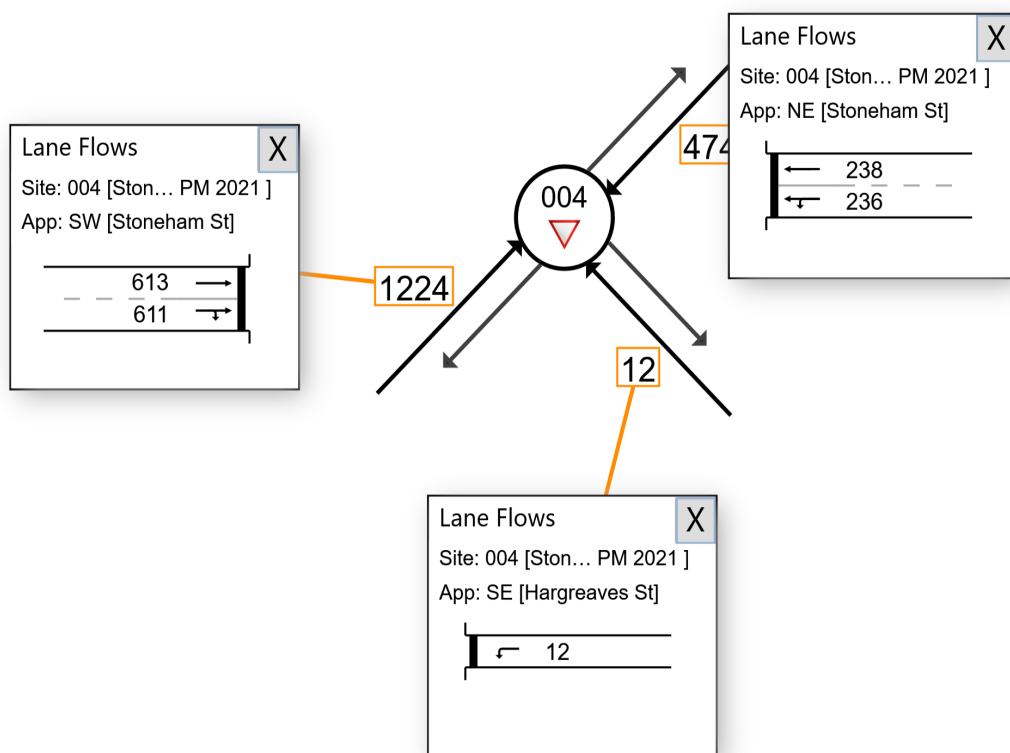 Lane Flows
X
Site: 004 [Ston... PM 2021 ]
App: NE [Stoneham St]
238
236
474
004
Lane Flows
X
Site: 004 [Ston... PM 2021 ]
App: SW [Stoneham St]
613
611
1224
12
Lane Flows
X
Site: 004 [Ston... PM 2021 ]
App: SE [Hargreaves St]
12